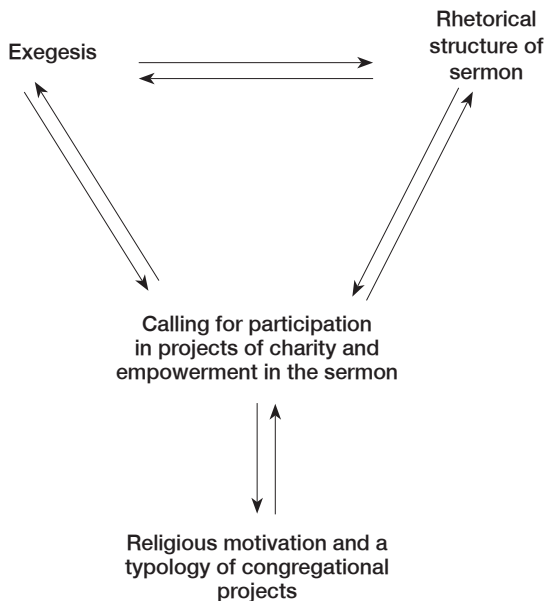 Exegesis
Rhetorical
structure of
sermon
Calling for participation
in projects of charity and
empowerment in the sermon
Religious motivation and a
typology of congregational
projects